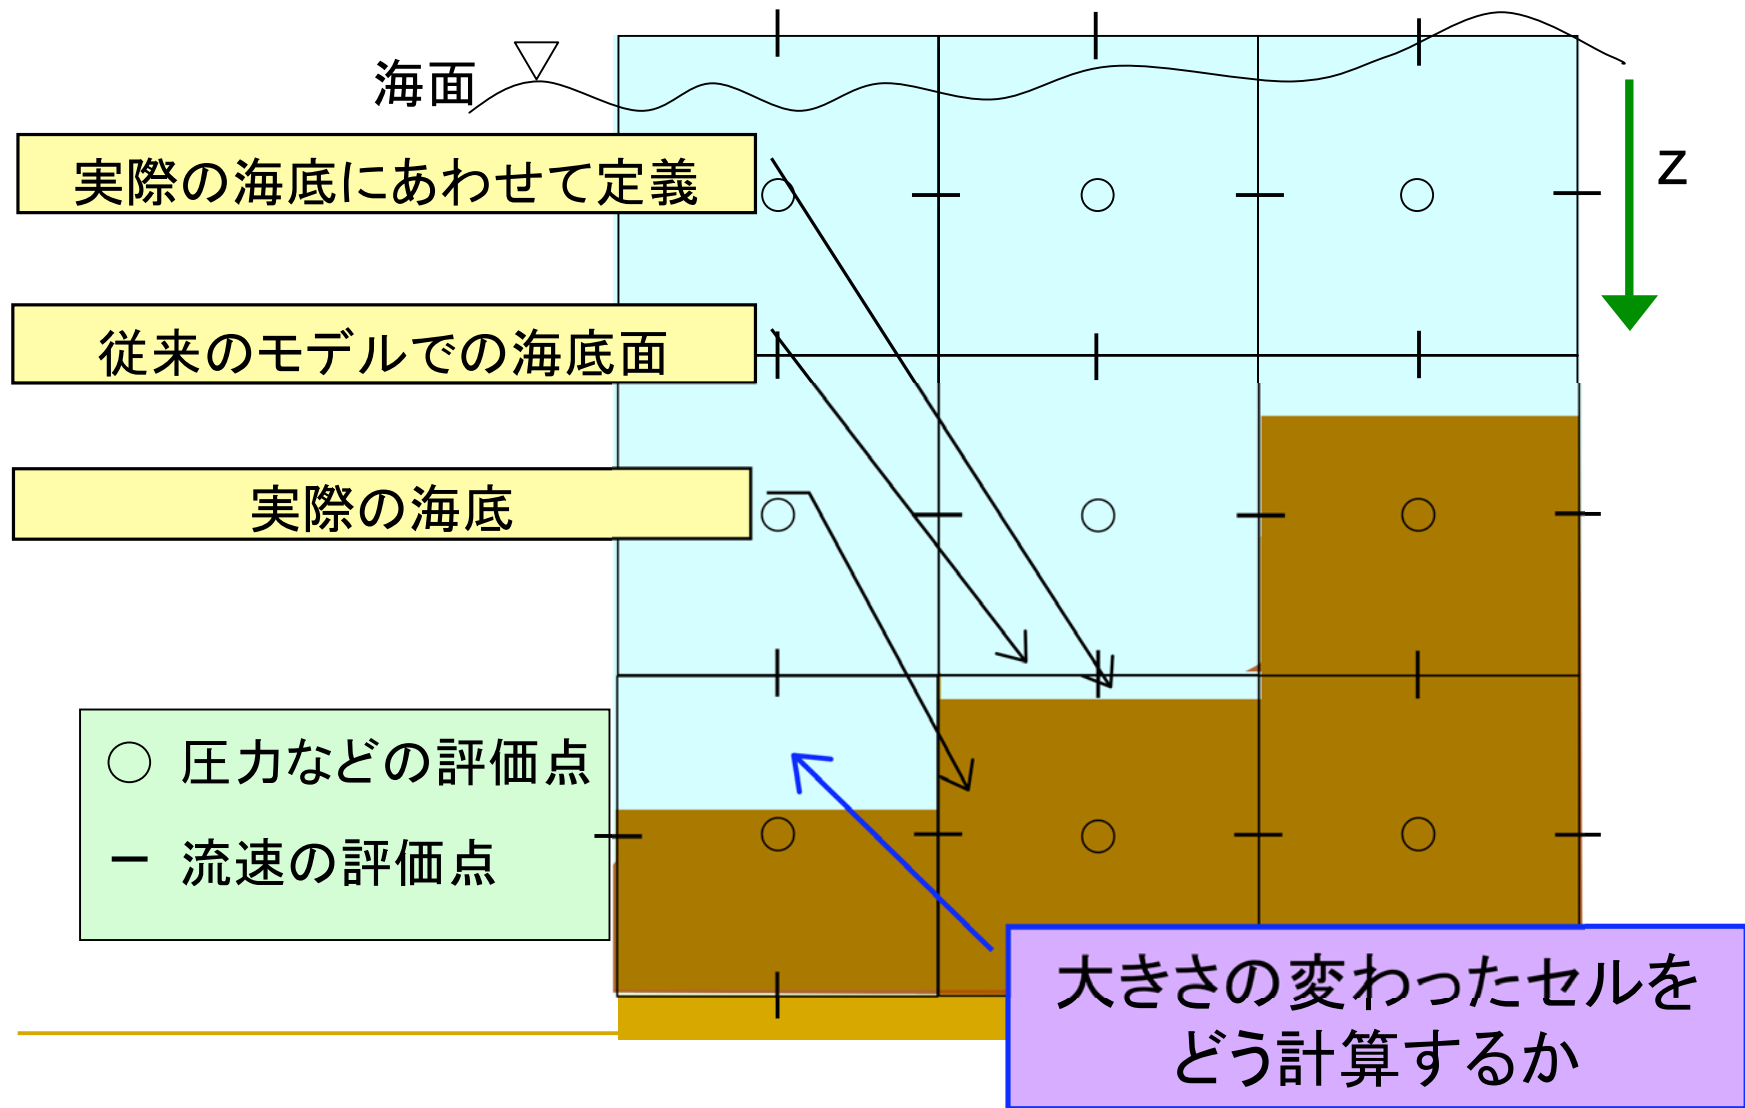 海面
実際の海底にあわせて定義
z
従来のモデルでの海底面
実際の海底
○ 圧力などの評価点
ー 流速の評価点
大きさの変わったセルを
どう計算するか